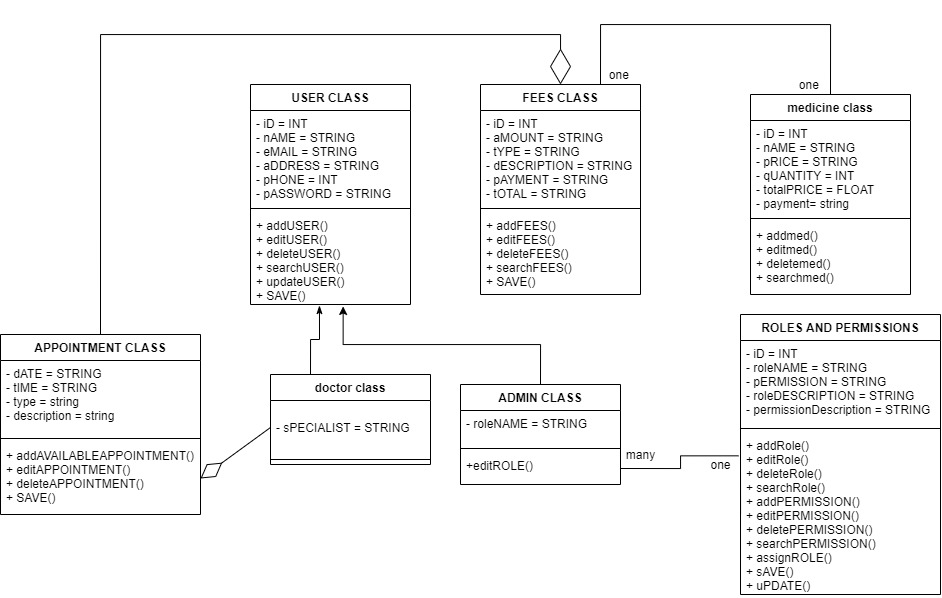 one
one
USER CLASS
- iD = INT
- nAME = STRING
- eMAIL = STRING
- aDDRESS = STRING
- pHONE = INT
- pASSWORD = STRING
+ addUSER()
+ editUSER()
+ deleteUSER()
+ searchUSER()
+ updateUSER()
+ SAVE()
FEES CLASS
- iD = INT
- aMOUNT = STRING
- tYPE = STRING
- dESCRIPTION = STRING
- pAYMENT = STRING
- tOTAL = STRING
+ addFEES()
+ editFEES()
+ deleteFEES()
+ searchFEES()
+ SAVE()
medicine class
- iD = INT
- nAME = STRING
- pRICE = STRING
- qUANTITY = INT
- totalPRICE = FLOAT
- payment= string
+ addmed()
+ editmed()
+ deletemed()
+ searchmed()
APPOINTMENT CLASS
- dATE = STRING
- tIME = STRING
- type = string
- description = string
+ addAVAILABLEAPPOINTMENT()
+ editAPPOINTMENT()
+ deleteAPPOINTMENT()
+ SAVE()
doctor class
- sPECIALIST = STRING
ADMIN CLASS
- roleNAME = STRING
+editROLE()
many
one
ROLES AND PERMISSIONS
- iD = INT
- roleNAME = STRING
- pERMISSION = STRING
- roleDESCRIPTION = STRING
- permissionDescription = STRING
+ addRole()
+ editRole()
+ deleteRole()
+ searchRole()
+ addPERMISSION()
+ editPERMISSION()
+ deletePERMISSION()
+ searchPERMISSION()
+ assignROLE()
+ sAVE()
+ uPDATE()